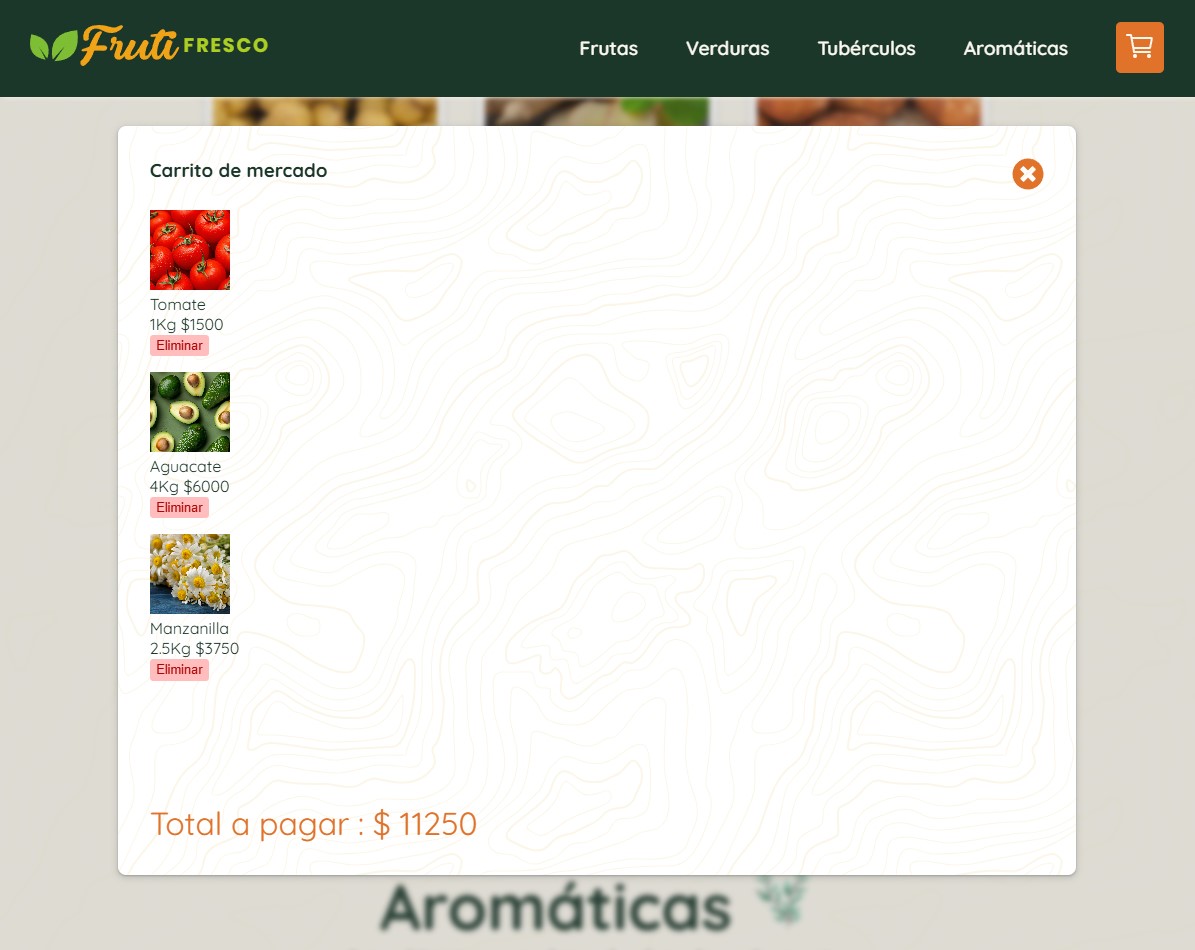 Fruti FRESCO
Frutas Verduras Tubérculos Aromáticas
Carrito de mercado
Tomate
1Kg $1500
Eliminar
Aguacate
4Kg $6000
Eliminar
Manzanilla
2.5Kg $3750
Eliminar
Total a pagar : $ 11250
Aromáticas